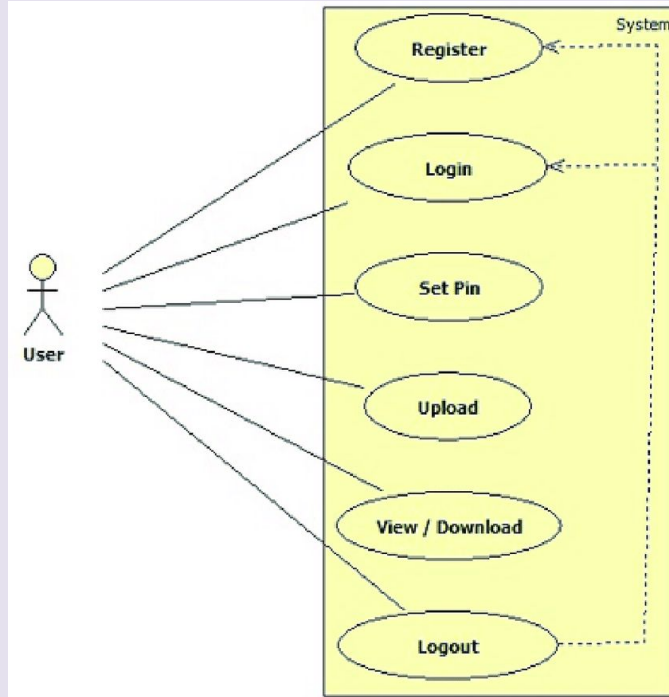 System
Register
Login
Set Pin
User
Upload
View / Download
Logout